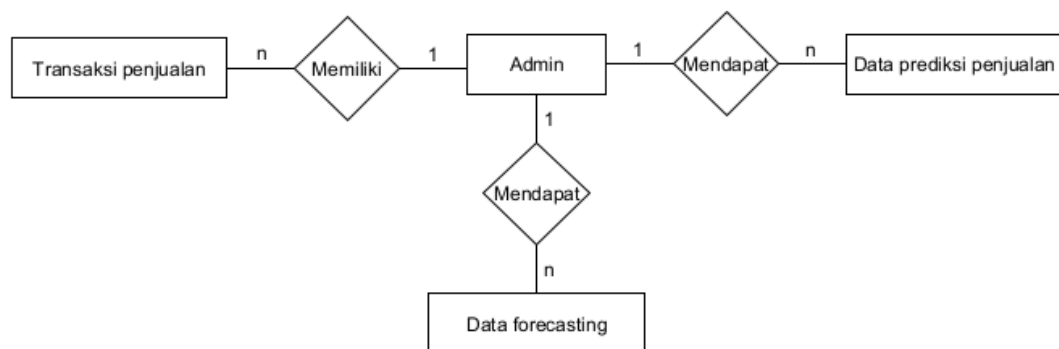 Transaksi penjualan
n
Memiliki
1
Admin
1
Mendapat
n
Data prediksi penjualan
1
Mendapat
n
Data forecasting